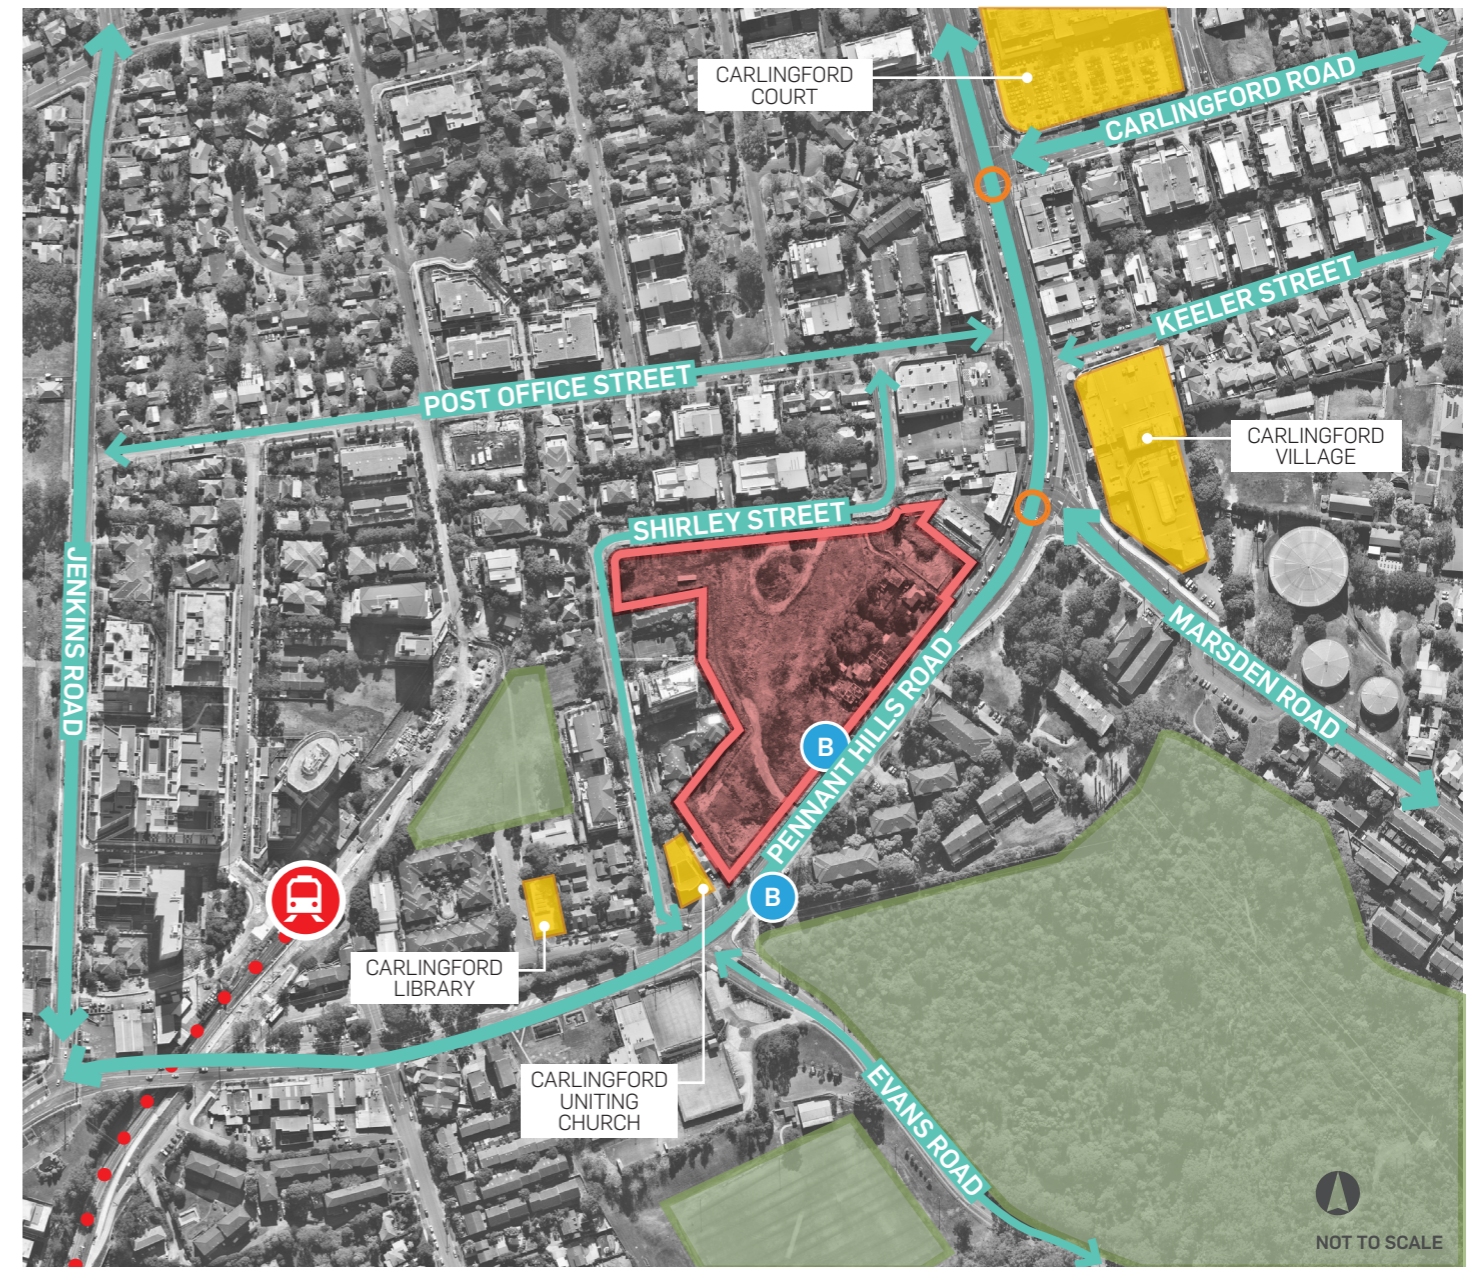 CARLINGFORD
COURT
CARLINGFORD ROAD
KEELER STREET
POST OFFICE STREET
CARLINGFORD
VILLAGE
SHIRLEY STREET
JENKINS ROAD
MARSDEN ROAD
PENNANT HILLS ROAD
B
B
CARLINGFORD
LIBRARY
CARLINGFORD
UNITING
CHURCH
EVANS ROAD
NOT TO SCALE